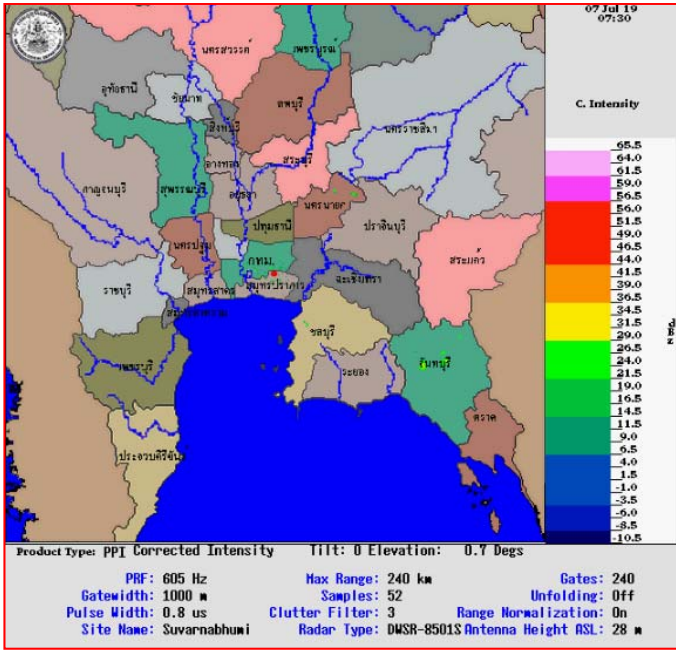 07 Jul 19
07:30
นครสวรรค์
เพชรบูรณ์
อุทัยธานี
ชัยนาท
ลพบุรี
สิงห์บุรี
นครราชสีมา
อ่างทอง
สระบุรี
กาญจนบุรี
สุพรรณบุรี
อยุธยา
นครนายก
ปราจีนบุรี
ปทุมธานี
นครปฐม
กทม.
สระแก้ว
ราชบุรี
สมุทรสาคร
สมุทรปราการ
ฉะเชิงเทรา
ชลบุรี
เพชรบุรี
ระยอง
จันทบุรี
ตราด
ประจวบคีรีขันธ์
C. Intensity
65.5
64.0
61.5
59.0
56.5
56.0
51.5
49.0
46.5
44.0
41.5
39.0
36.5
34.0
31.5
29.0
26.5
24.0
21.5
19.0
16.5
14.5
11.5
9.0
6.5
4.0
1.5
-1.0
-3.5
-6.0
-8.5
-10.5
Product Type: PPI Corrected Intensity Tilt: 0 Elevation: 0.7 Degs
PRF: 605 Hz Max Range: 240 km Gates: 240
Gatewidth: 1000 m Samples: 52 Unfolding: Off
Pulse Width: 0.8 us Clutter Filter: 3 Range Normalization: On
Site Name: Suvarnabhumi Radar Type: DWSR-8501S Antenna Height ASL: 28 m